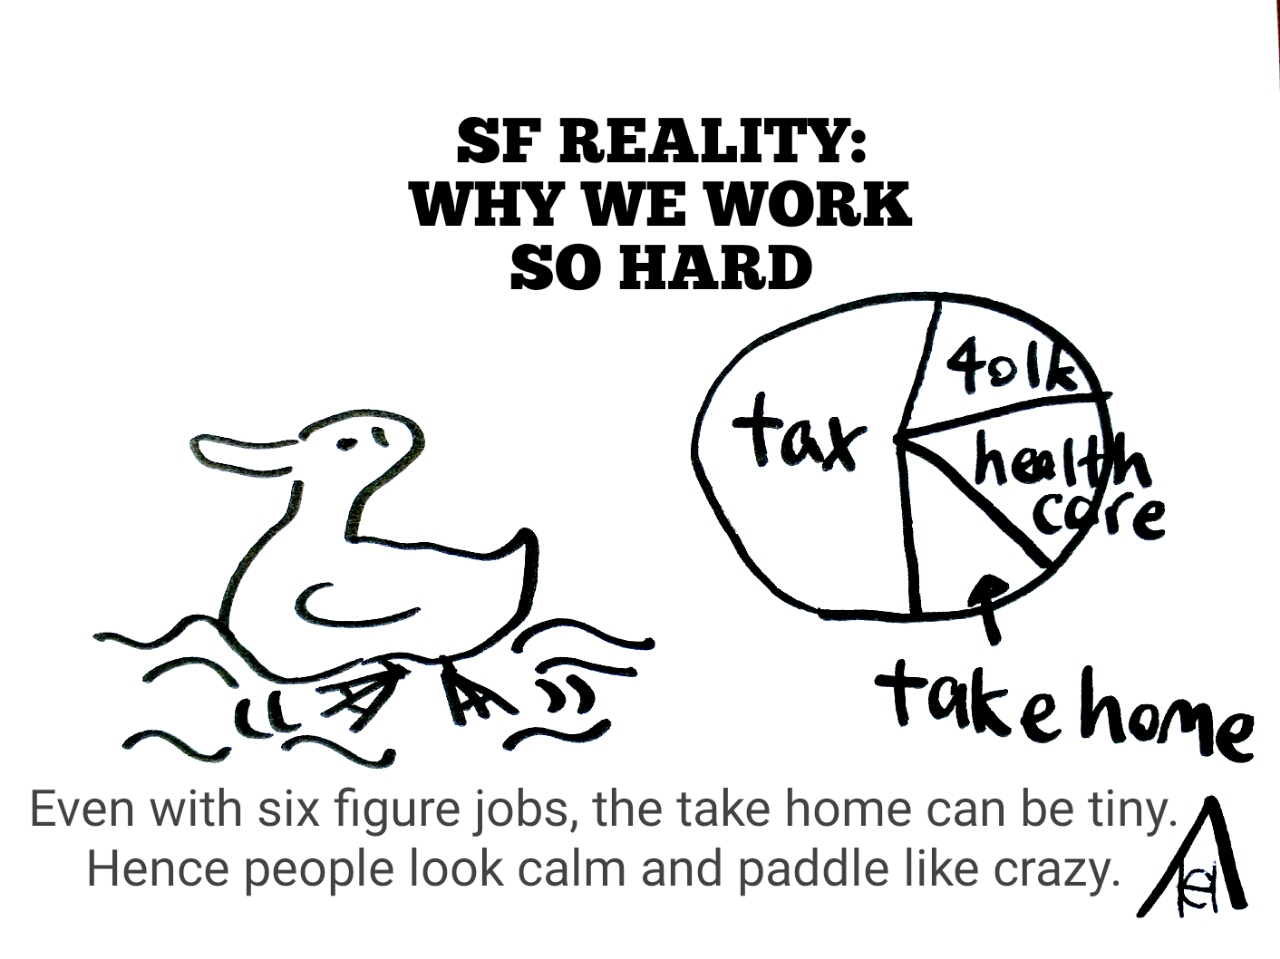 SF REALITY:
WHY WE WORK
SO HARD
401k
tax
health
care
take home
Even with six figure jobs, the take home can be tiny.
Hence people look calm and paddle like crazy.